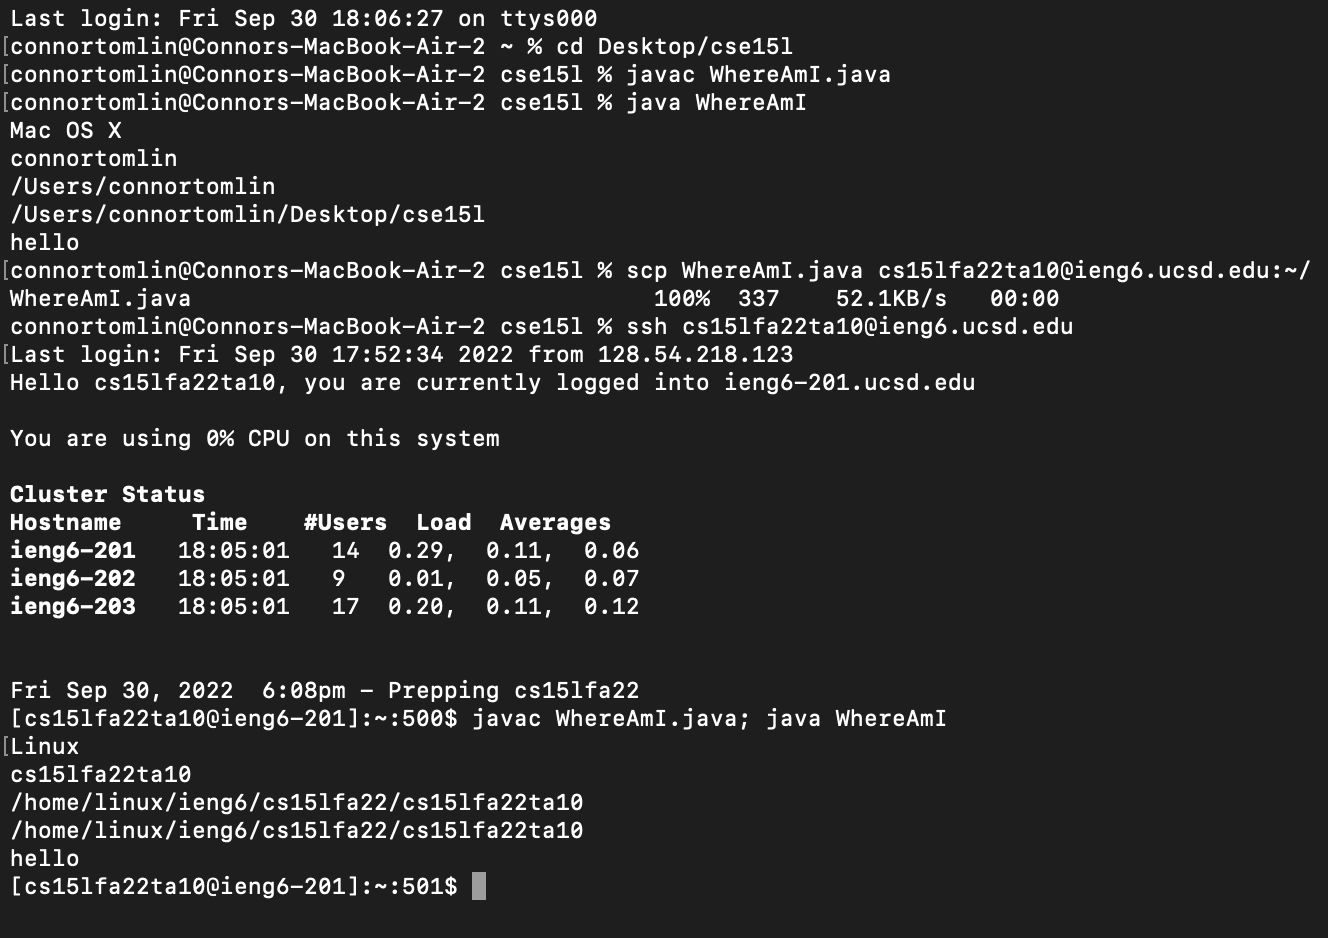 Last login: Fri Sep 30 18:06:27 on ttys000
[connortomlin@Connors-MacBook-Air-2 ~ % cd Desktop/cse15l
[connortomlin@Connors-MacBook-Air-2 cse15l % javac WhereAmI.java
[connortomlin@Connors-MacBook-Air-2 cse15l % java WhereAmI
Mac OS X
connortomlin
/Users/connortomlin
/Users/connortomlin/Desktop/cse15l
hello
[connortomlin@Connors-MacBook-Air-2 cse15l % scp WhereAmI.java cs15lfa22ta10@ieng6.ucsd.edu:~/
WhereAmI.java                                 100%  337    52.1KB/s   00:00
connortomlin@Connors-MacBook-Air-2 cse15l % ssh cs15lfa22ta10@ieng6.ucsd.edu
[Last login: Fri Sep 30 17:52:34 2022 from 128.54.218.123
Hello cs15lfa22ta10, you are currently logged into ieng6-201.ucsd.edu

You are using 0% CPU on this system

Cluster Status
Hostname     Time    #Users  Load  Averages
ieng6-201   18:05:01   14  0.29,  0.11,  0.06
ieng6-202   18:05:01   9   0.01,  0.05,  0.07
ieng6-203   18:05:01   17  0.20,  0.11,  0.12

Fri Sep 30, 2022  6:08pm - Prepping cs15lfa22
[cs15lfa22ta10@ieng6-201]:~:500$ javac WhereAmI.java; java WhereAmI
[Linux
cs15lfa22ta10
/home/linux/ieng6/cs15lfa22/cs15lfa22ta10
/home/linux/ieng6/cs15lfa22/cs15lfa22ta10
hello
[cs15lfa22ta10@ieng6-201]:~:501$